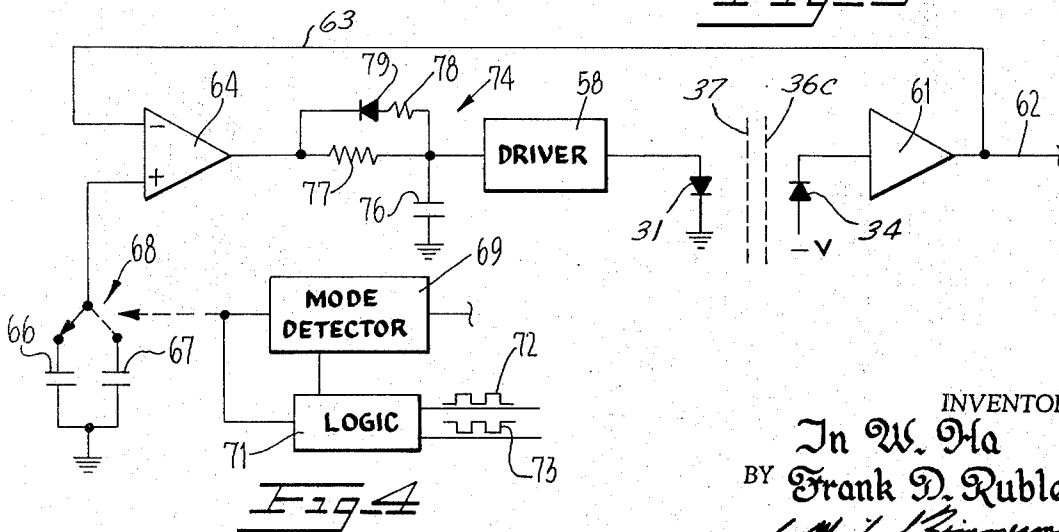 63
79
78
74
64
58
37
36c
61
62
−
+
DRIVER
77
76
31
34
−V
68
69
MODE
DETECTOR
66
67
72
LOGIC
71
73
Fig_4
INVENTOR
In W. Ha
BY Frank D.